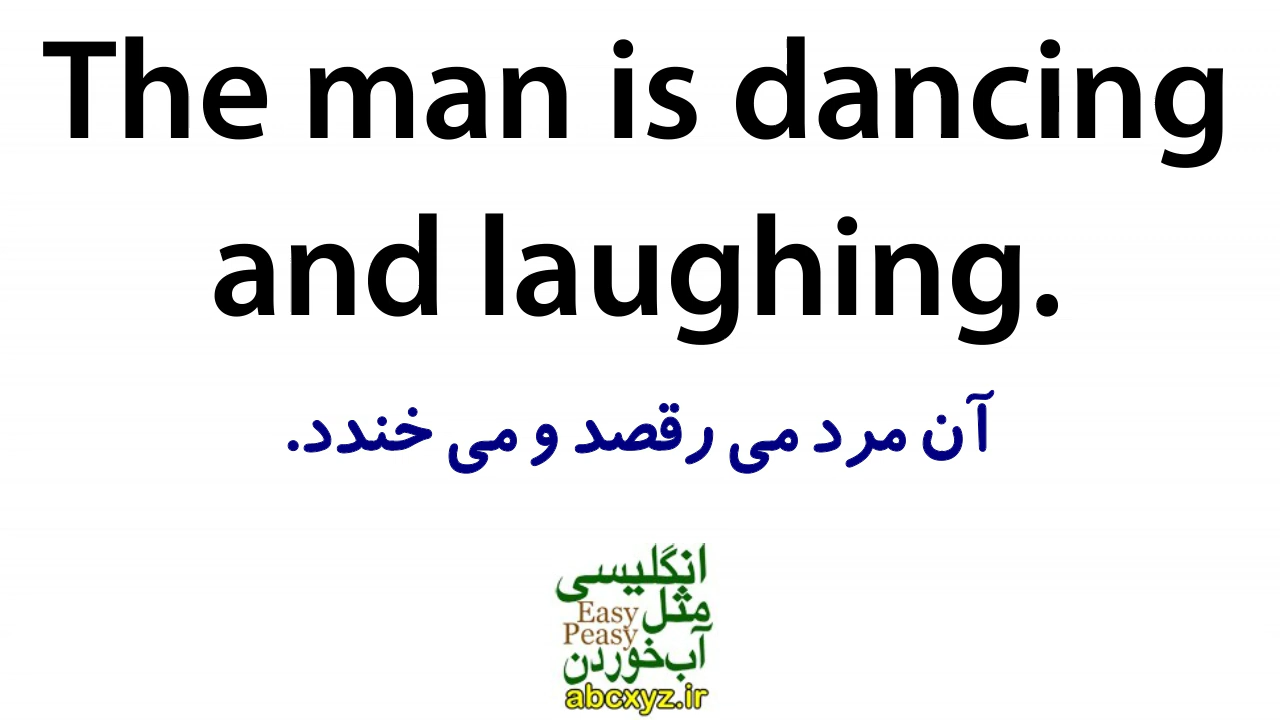 The man is dancing
and laughing.
آن مرد می رقصد و می خندد.
انگلیسی
مثل Easy
Peasy
آب‌خوردن
abcxyz.ir